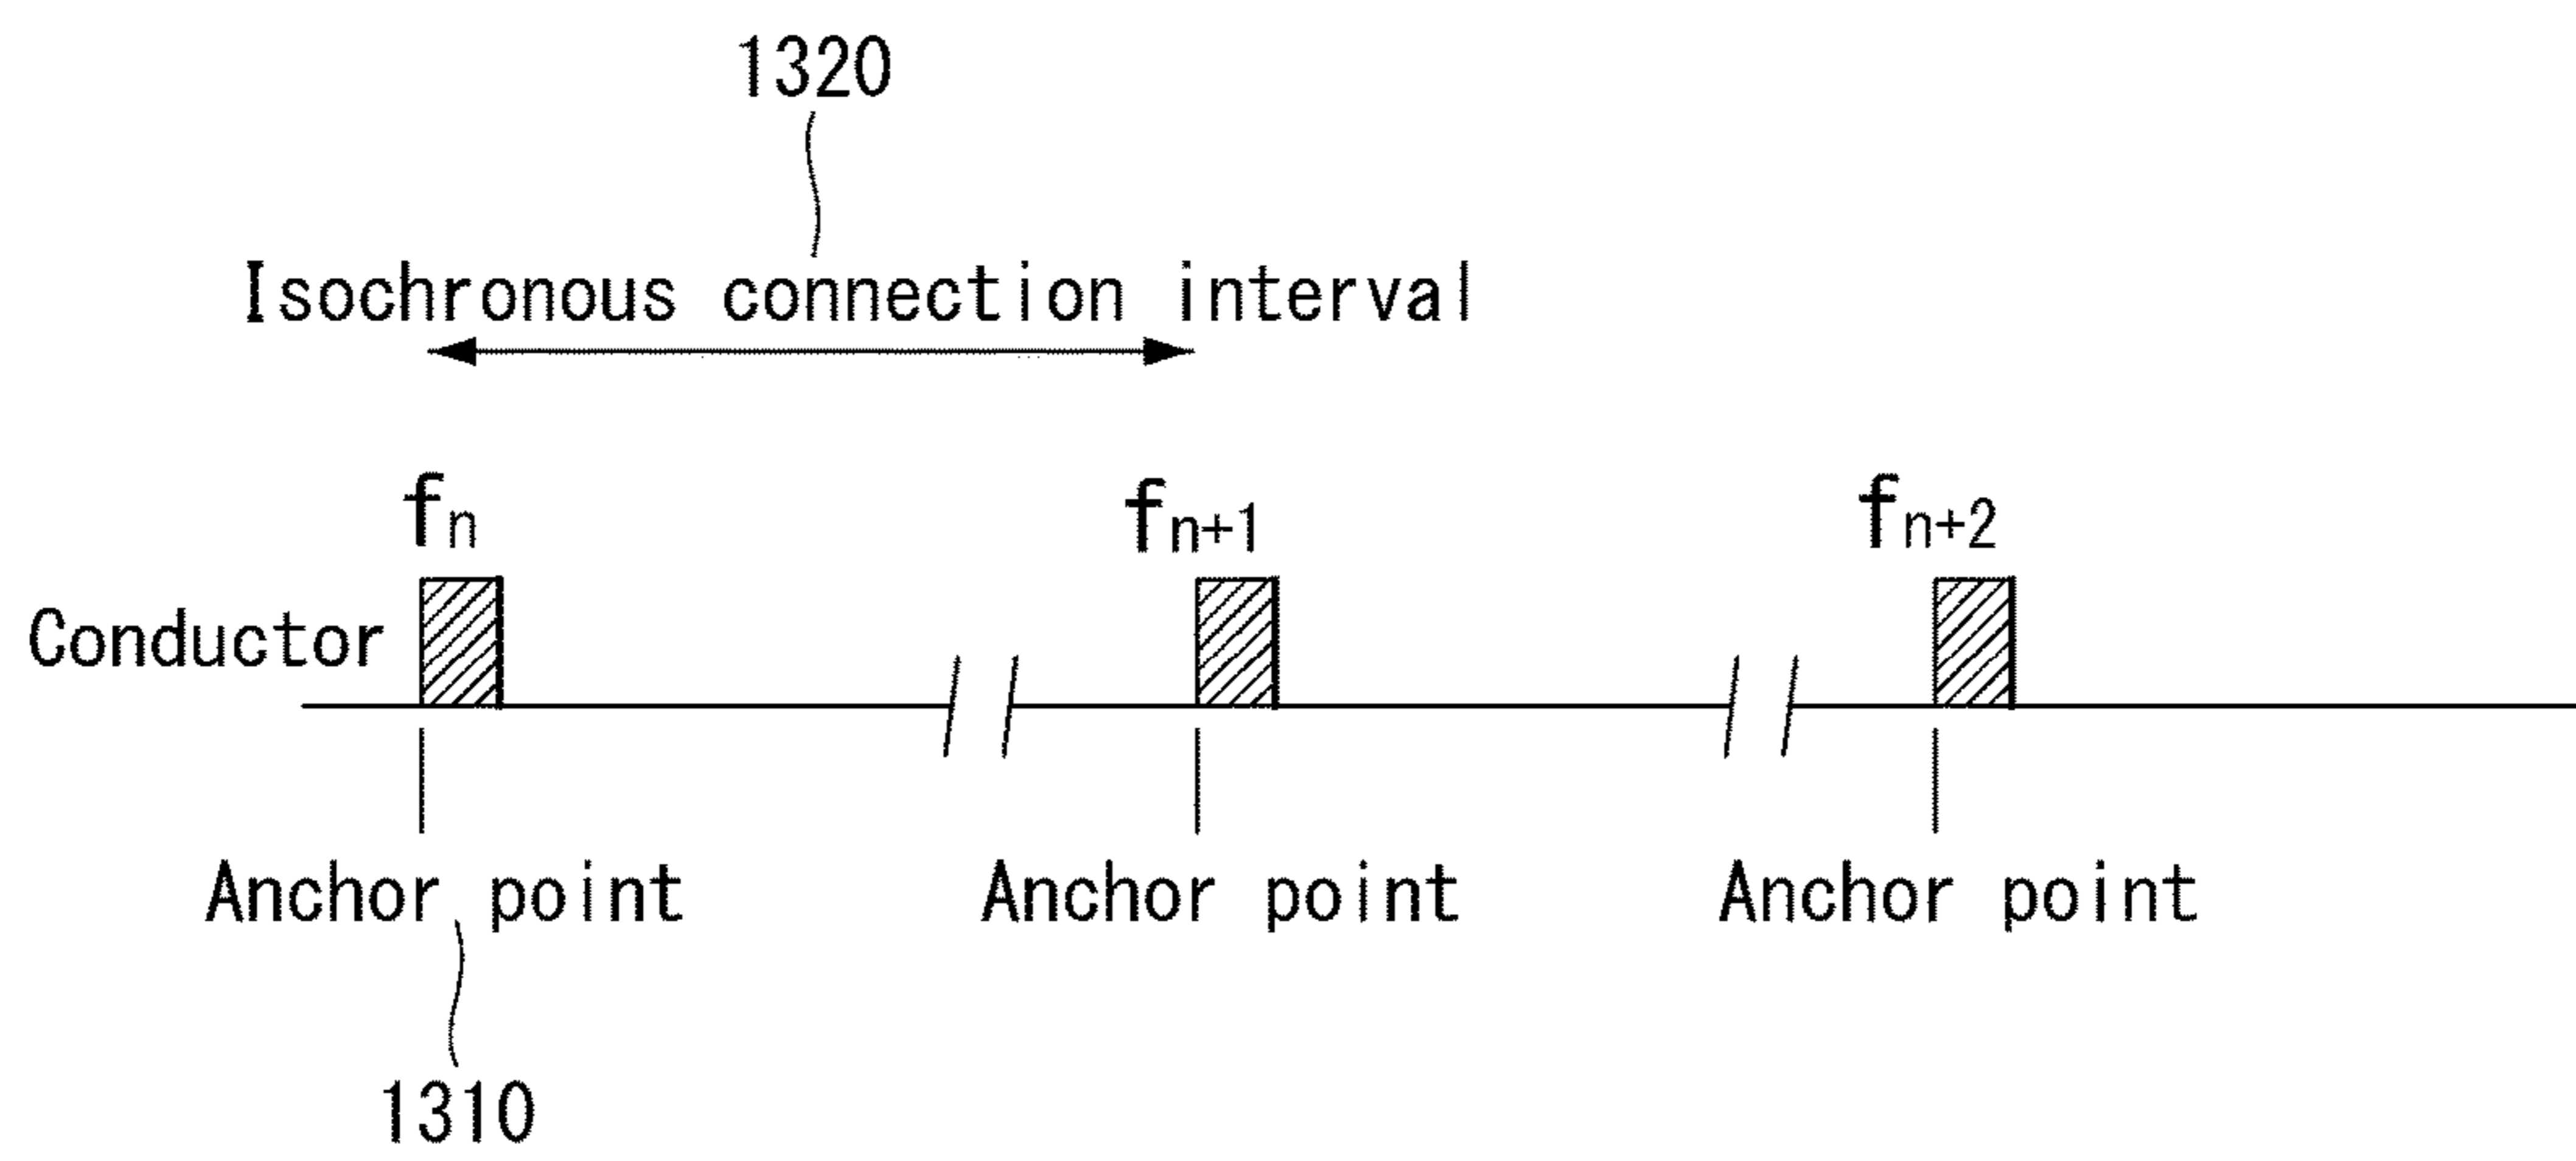 1320
Isochronous connection interval
fn fn+1 fn+2
Conductor
Anchor point Anchor point Anchor point
1310